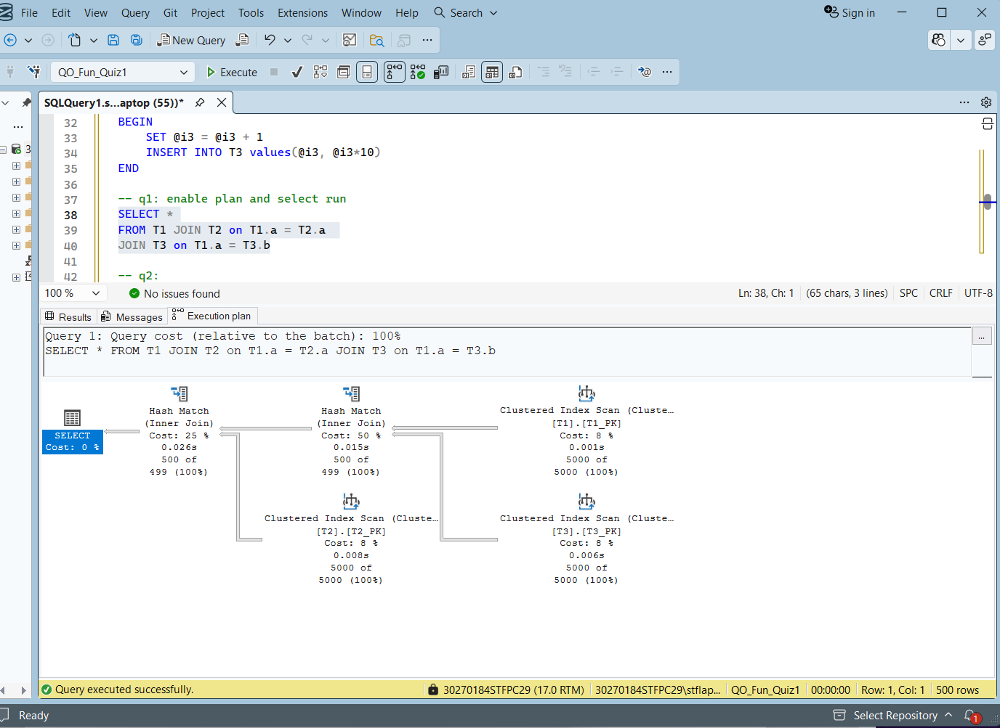 File Edit View Query Git Project Tools Extensions Window Help Search Sign in
New Query
QO_Fun_Quiz1 Execute
SQLQuery1.s...aptop (55))*
32 BEGIN
33 SET @i3 = @i3 + 1
34 INSERT INTO T3 values(@i3, @i3*10)
35 END
36
37 -- q1: enable plan and select run
38 SELECT *
39 FROM T1 JOIN T2 on T1.a = T2.a
40 JOIN T3 on T1.a = T3.b
41
42 -- q2:
3
100 % No issues found Ln: 38, Ch: 1 (65 chars, 3 lines) SPC CRLF UTF-8
Results Messages Execution plan
Query 1: Query cost (relative to the batch): 100%
SELECT * FROM T1 JOIN T2 on T1.a = T2.a JOIN T3 on T1.a = T3.b
...
SELECT
Cost: 0 %
Hash Match
(Inner Join)
Cost: 25 %
0.026s
500 of
499 (100%)
Hash Match
(Inner Join)
Cost: 50 %
0.015s
500 of
499 (100%)
Clustered Index Scan (Cluste...
[T1].[T1_PK]
Cost: 8 %
0.001s
5000 of
5000 (100%)
Clustered Index Scan (Cluste...
[T2].[T2_PK]
Cost: 8 %
0.008s
5000 of
5000 (100%)
Clustered Index Scan (Cluste...
[T3].[T3_PK]
Cost: 8 %
0.006s
5000 of
5000 (100%)
Query executed successfully. 30270184STFPC29 (17.0 RTM) 30270184STFPC29\stflap... QO_Fun_Quiz1 00:00:00 Row: 1, Col: 1 500 rows
Ready Select Repository 1